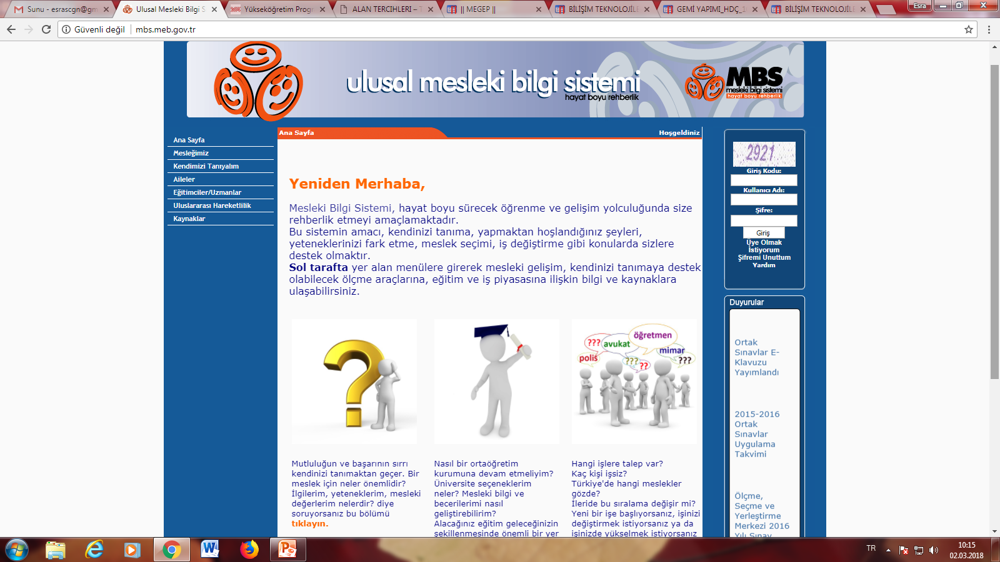 Sunu - esrascgn@gm
Ulusal Mesleki Bilgi S
Yükseköğretim Progr
ALAN TERCIHLERI – T
|| MEGEP ||
BİLİŞİM TEKNOLOJİLE
GEMİ YAPIMI_HDÇ_1
BİLİŞİM TEKNOLOJİLE
Esra
Güvenli değil
mbs.meb.gov.tr
ulusal mesleki bilgi sistemi
hayat boyu rehberlik
MBS
mesleki bilgi sistemi
hayat boyu rehberlik
Ana Sayfa
Mesleğimiz
Kendimizi Tanıyalım
Aileler
Eğitimciler/Uzmanlar
Uluslararası Hareketlilik
Kaynaklar
Ana Sayfa
Hoşgeldiniz
Yeniden Merhaba,
Mesleki Bilgi Sistemi, hayat boyu sürecek öğrenme ve gelişim yolculuğunda size
rehberlik etmeyi amaçlamaktadır.
Bu sistemin amacı, kendinizi tanıma, yapmaktan hoşlandığınız şeyleri,
yeteneklerinizi fark etme, meslek seçimi, iş değiştirme gibi konularda sizlere
destek olmaktır.
Sol tarafta yer alan menülere girerek mesleki gelişim, kendinizi tanımaya destek
olabilecek ölçme araçlarına, eğitim ve iş piyasasına ilişkin bilgi ve kaynaklara
ulaşabilirsiniz.
???
avukat
öğretmen
polis
???
??
mimar
???
Mutluluğun ve başarının sırrı
kendinizi tanımaktan geçer. Bir
meslek için neler önemlidir?
İlgilerim, yeteneklerim, mesleki
değerlerim nelerdir? diye
soruyorsanız bu bölümü
tıklayın.
Nasıl bir ortaöğretim
kurumuna devam etmeliyim?
Üniversite seçeneklerim
neler? Mesleki bilgi ve
becerilerimi nasıl
geliştirebilirim?
Alacağınız eğitim geleceğinizin
şekillenmesinde önemli bir yer
Hangi işlere talep var?
Kaç kişi işsiz?
Türkiye'de hangi meslekler
gözde?
İleride bu sıralama değişir mi?
Yeni bir işe başlıyorsanız, işinizi
değiştirmek istiyorsanız ya da
işinizde yükselmek istiyorsanız
2921
Giriş Kodu:
Kullanıcı Adı:
Şifre:
Giriş
Üye Olmak
İstiyorum
Şifremi Unuttum
Yardım
Duyurular
Ortak
Sınavlar E-
Klavuzu
Yayımlandı
2015-2016
Ortak
Sınavlar
Uygulama
Takvimi
Ölçme,
Seçme ve
Yerleştirme
Merkezi 2016
Yılı Sınav
TR
10:15
02.03.2018